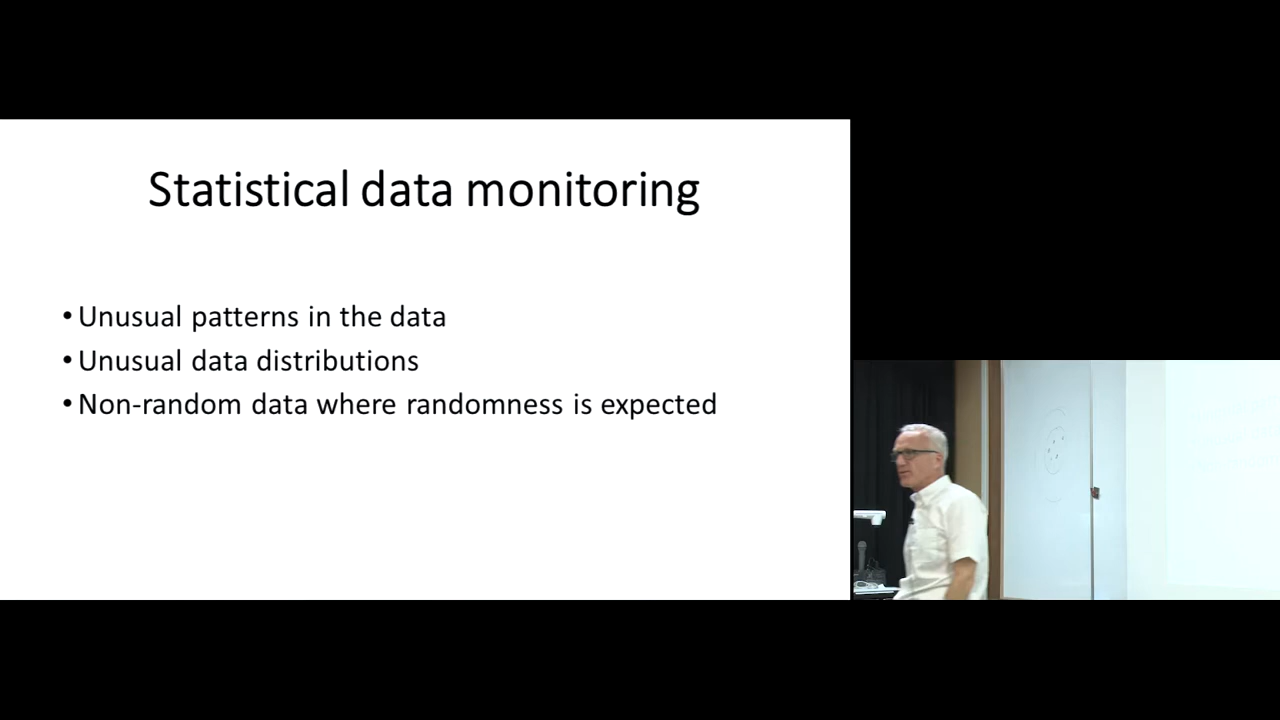 Statistical data monitoring
• Unusual patterns in the data
• Unusual data distributions
• Non-random data where randomness is expected